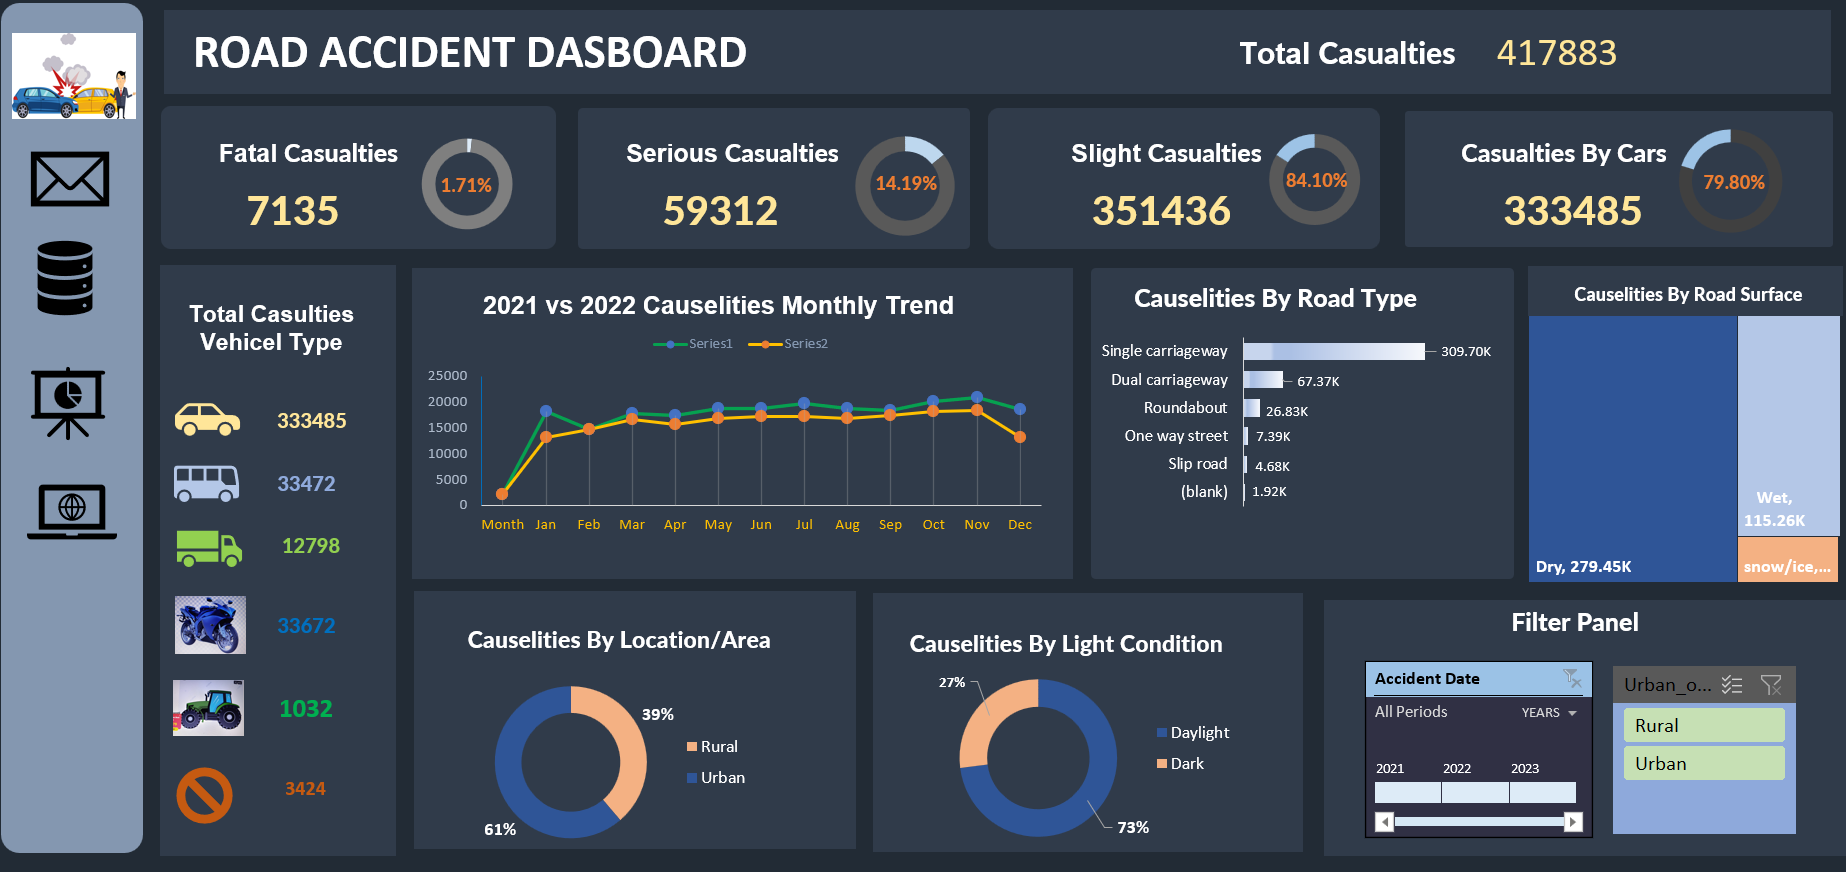 ROAD ACCIDENT DASBOARD
Total Casualties 417883
Fatal Casualties
7135
1.71%
Serious Casualties
59312
14.19%
Slight Casualties
351436
84.10%
Casualties By Cars
333485
79.80%
Total Casulties
Vehicel Type
333485
33472
12798
33672
1032
3424
2021 vs 2022 Causelities Monthly Trend
Series1 Series2
25000
20000
15000
10000
5000
0
Month Jan Feb Mar Apr May Jun Jul Aug Sep Oct Nov Dec
Causelities By Road Type
Single carriageway 309.70K
Dual carriageway 67.37K
Roundabout 26.83K
One way street 7.39K
Slip road 4.68K
(blank) 1.92K
Causelities By Road Surface
Wet,
115.26K
Dry, 279.45K
snow/ice,...
Causelities By Location/Area
39%
Rural
Urban
61%
Causelities By Light Condition
27%
Daylight
Dark
73%
Filter Panel
Accident Date
All Periods YEARS
2021 2022 2023
Urban_o...
Rural
Urban